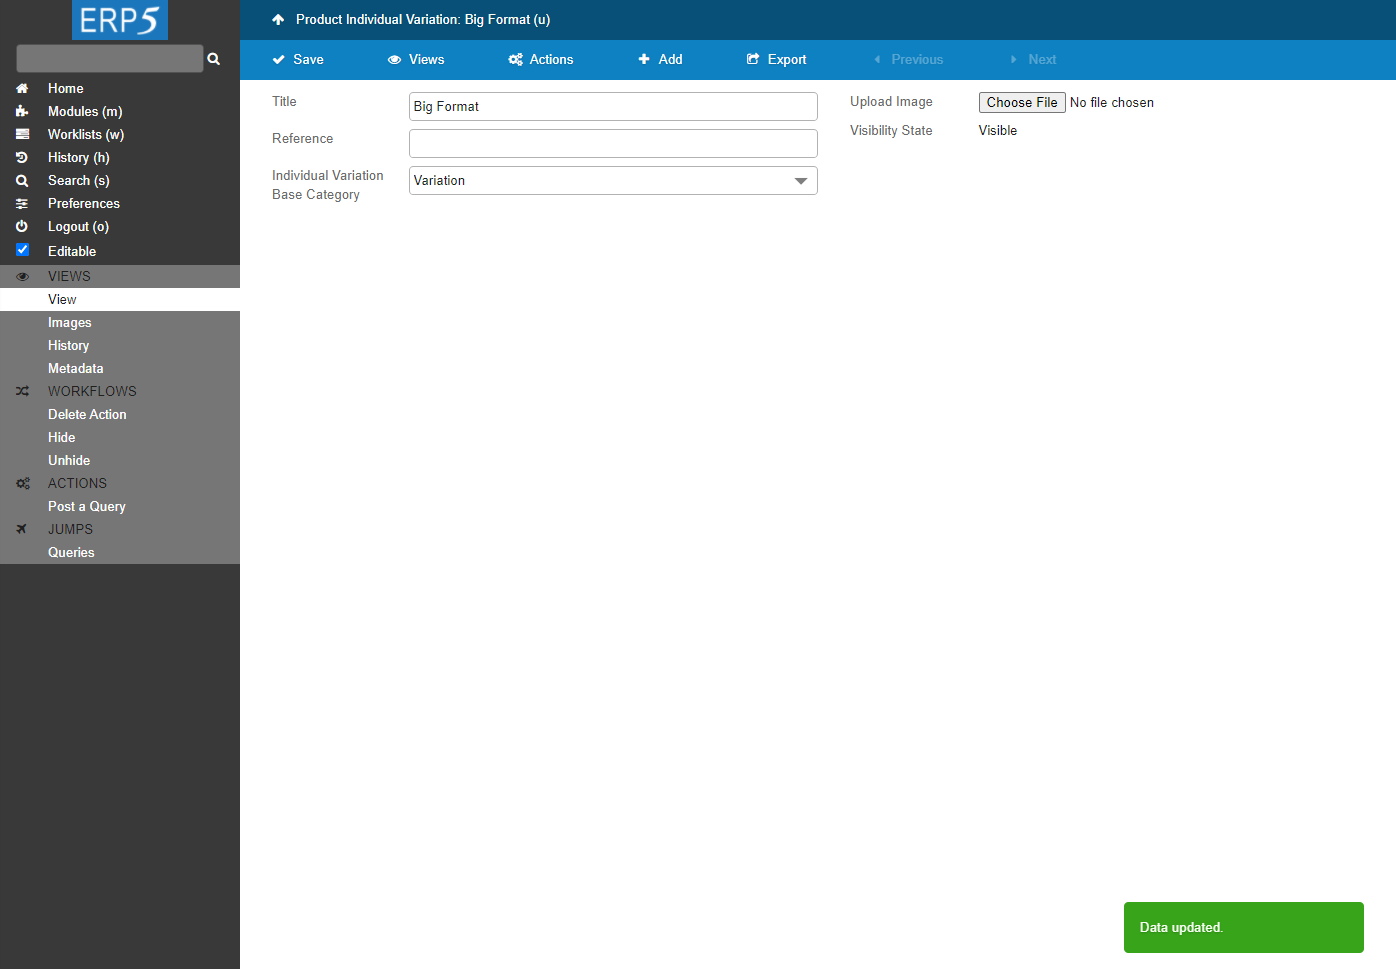 ERP5
Product Individual Variation: Big Format (u)
Save
Views
Actions
Add
Export
Previous
Next
Home
Modules (m)
Worklists (w)
History (h)
Search (s)
Preferences
Logout (o)
Editable
VIEWS
View
Images
History
Metadata
WORKFLOWS
Delete Action
Hide
Unhide
ACTIONS
Post a Query
JUMPS
Queries
Title
Big Format
Reference
Individual Variation
Base Category
Variation
Upload Image
Choose File No file chosen
Visibility State
Visible
Data updated.